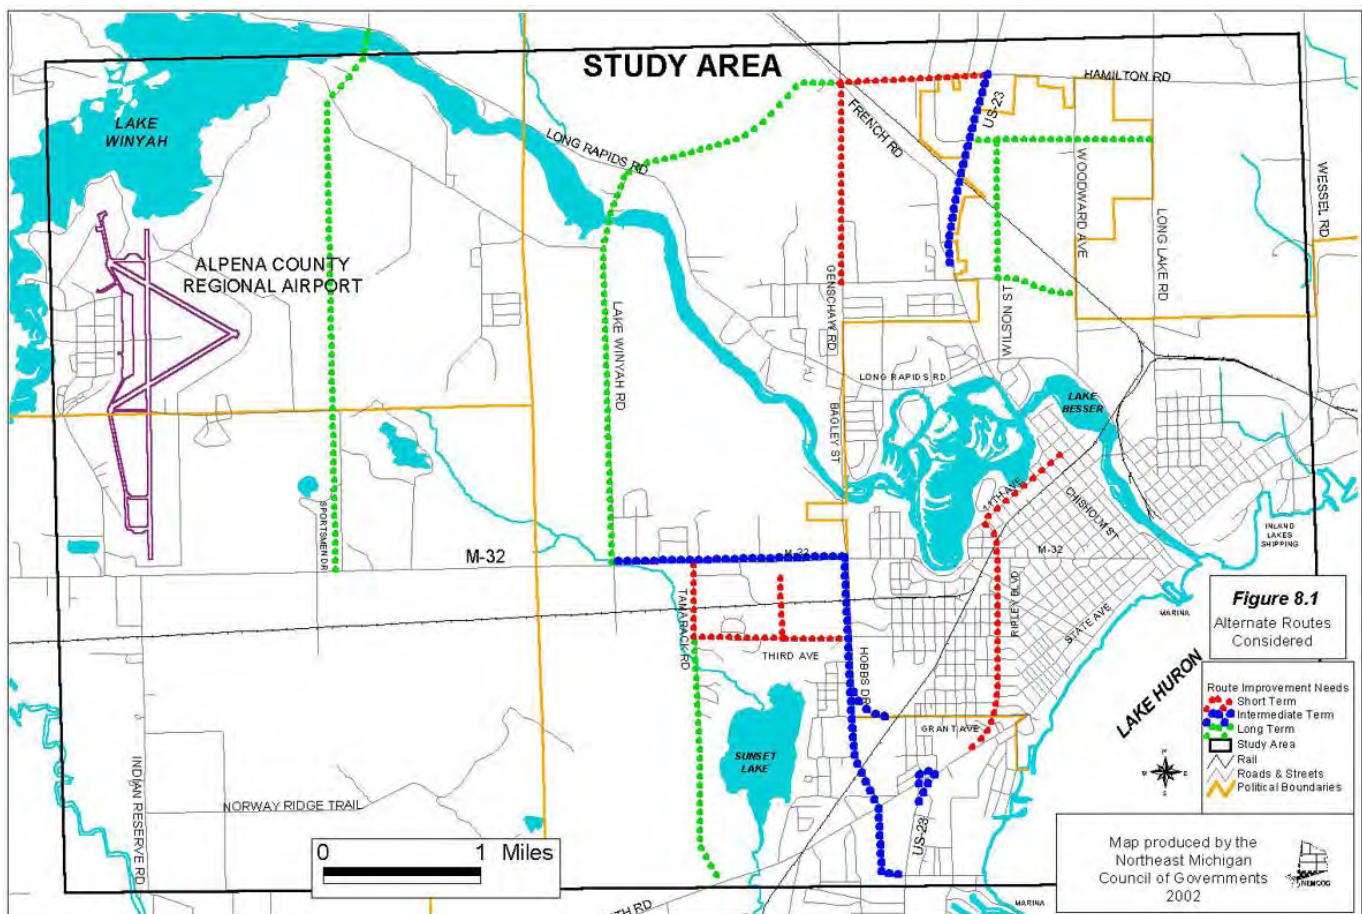 STUDY AREA
HAMILTON RD
US-23
FRENCH RD
LAKE
WINYAH
LONG RAPIDS RD
WOODWARD AVE
WESSEL RD
LONG LAKE RD
ALPENA COUNTY
REGIONAL AIRPORT
GENSCHAW RD
WILSON ST
LAKE WINYAH RD
LONG RAPIDS RD
LAKE
BESSER
BAGLEY ST
11TH AVE
CHISHOLM ST
SPORTSMEN DR
INLAND
LAKES
SHIPPING
M-32
M-32
M-32
TAMARACK RD
RIPLEY BLVD
STATE AVE
MARINA
Figure 8.1
Alternate Routes
Considered
THIRD AVE
HOBBS DR
GRANT AVE
LAKE HURON
Route Improvement Needs
Short Term
Intermediate Term
Long Term
Study Area
Rail
Roads & Streets
Political Boundaries
SUNSET
LAKE
INDIAN RESERVE RD
NORWAY RIDGE TRAIL
US-23
0 1 Miles
Map produced by the
Northeast Michigan
Council of Governments
2002
NEMCOG
MARINA
TH RD